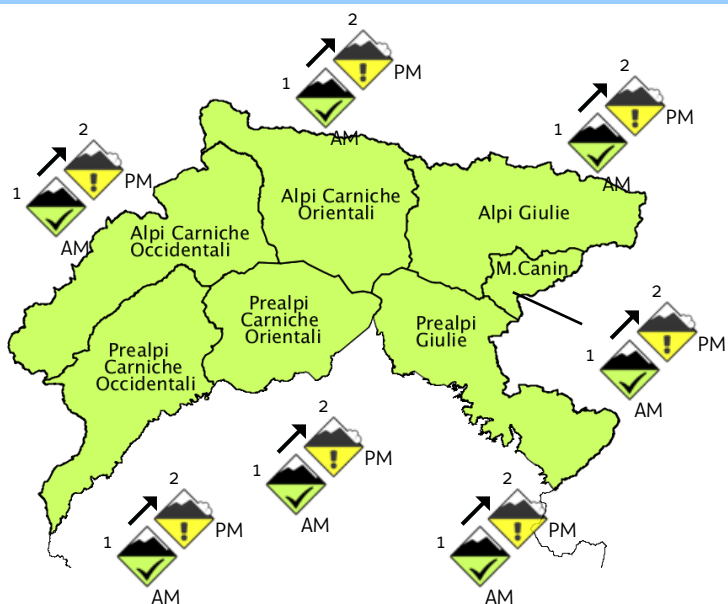 2
1
PM
AM
2
1
PM
AM
2
1
PM
AM
Alpi Carniche
Orientali
Alpi Giulie
Alpi Carniche
Occidentali
M.Canin
Prealpi
Carniche
Orientali
Prealpi
Giulie
Prealpi
Carniche
Occidentali
2
1
PM
AM
2
1
PM
AM
2
1
PM
AM
2
1
PM
AM